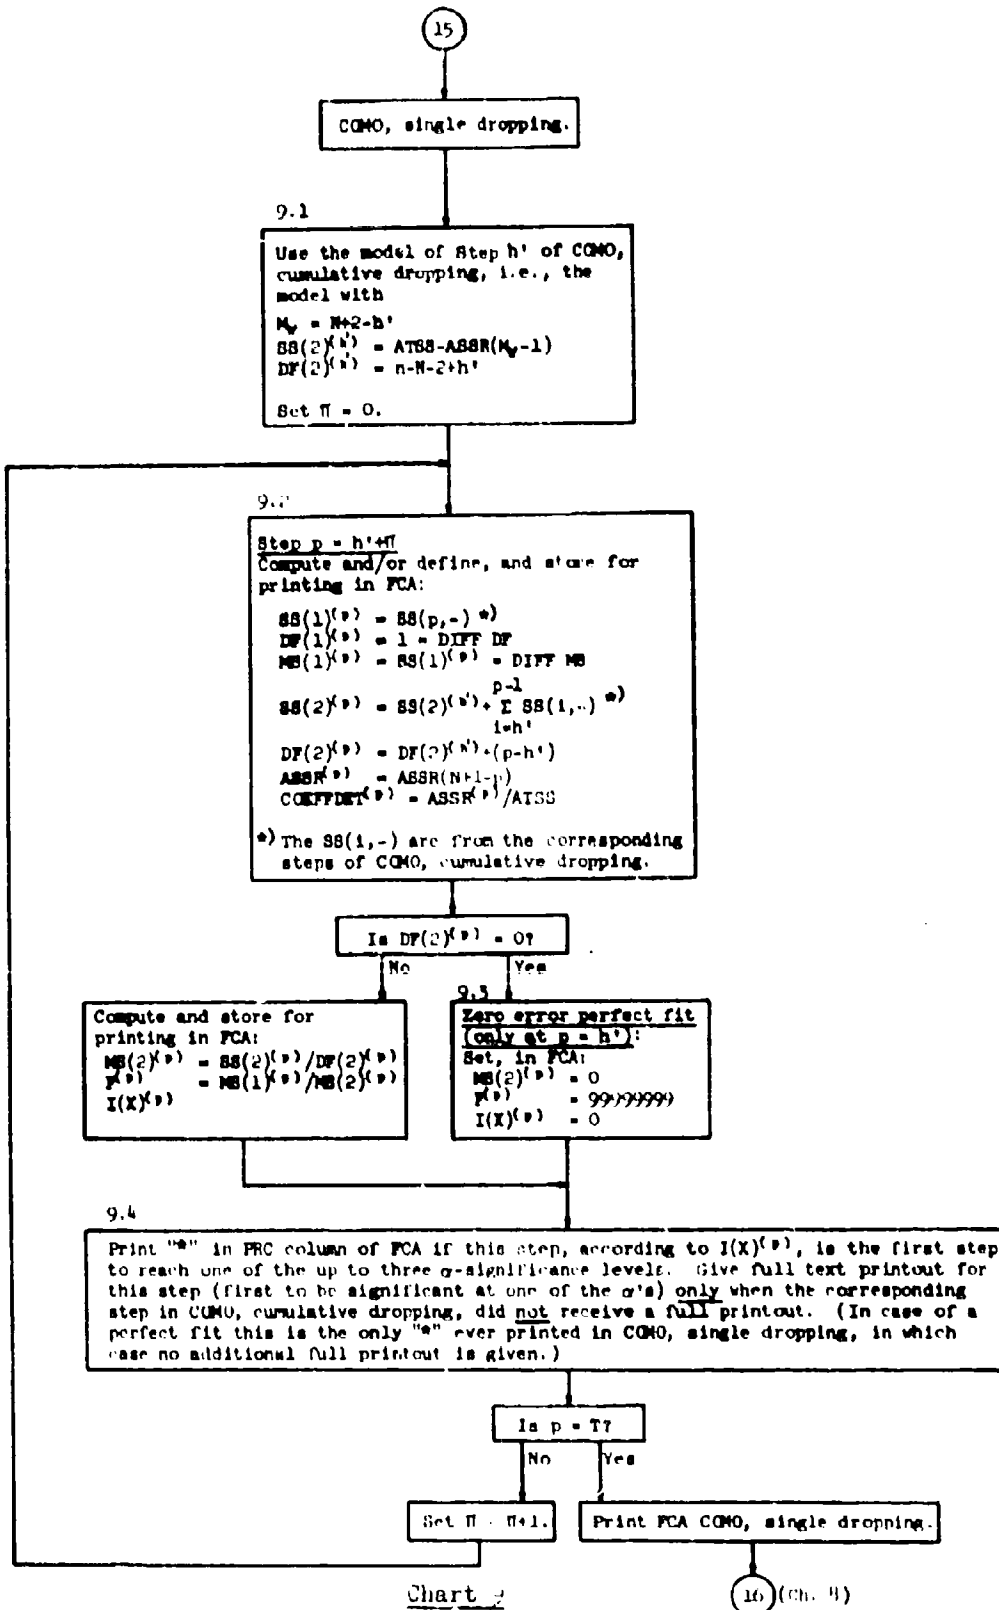 15
COMO, single dropping.
9.1
Use the model of Step h' of COMO,
cumulative dropping, i.e., the
model with
M_w = N+2-h'
SS(2)^(h') = ATSS-ASSR(M_w-1)
DF(2)^(h') = n-N-2+h'
Set Π = 0.
9.2
Step p = h'+Π
Compute and/or define, and store for
printing in FCA:
SS(1)^(p) = SS(p,-) *)
DF(1)^(p) = 1 = DIFF DF
MS(1)^(p) = SS(1)^(p) = DIFF MS
SS(2)^(p) = SS(2)^(h') + Σ_{i=h'}^{p-1} SS(i,-) *)
DF(2)^(p) = DF(2)^(h')+(p-h')
ASSR^(p) = ASSR(N+1-p)
COEFFDET^(p) = ASSR^(p)/ATSS
*) The SS(i,-) are from the corresponding
steps of COMO, cumulative dropping.
Is DF(2)^(p) = 0?
No Yes
Compute and store for
printing in FCA:
MS(2)^(p) = SS(2)^(p)/DF(2)^(p)
F^(p) = MS(1)^(p)/MS(2)^(p)
I(X)^(p)
9.3
Zero error perfect fit
(only at p = h'):
Set, in FCA:
MS(2)^(p) = 0
F^(p) = 99999999
I(X)^(p) = 0
9.4
Print "*" in PRC column of FCA if this step, according to I(X)^(p), is the first step
to reach one of the up to three α-significance levels. Give full text printout for
this step (first to be significant at one of the α's) only when the corresponding
step in COMO, cumulative dropping, did not receive a full printout. (In case of a
perfect fit this is the only "*" ever printed in COMO, single dropping, in which
case no additional full printout is given.)
Is p = T?
No Yes
Set Π = Π+1.
Print FCA COMO, single dropping.
Chart 9
16 (Ch. 8)